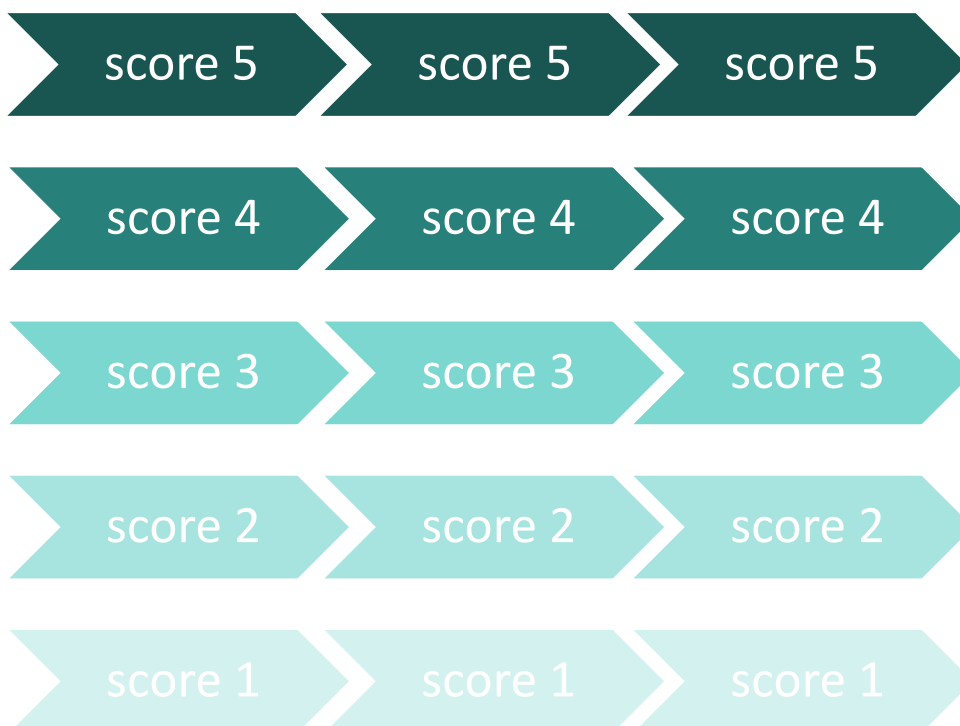 score 5 score 5 score 5
score 4 score 4 score 4
score 3 score 3 score 3
score 2 score 2 score 2
score 1 score 1 score 1